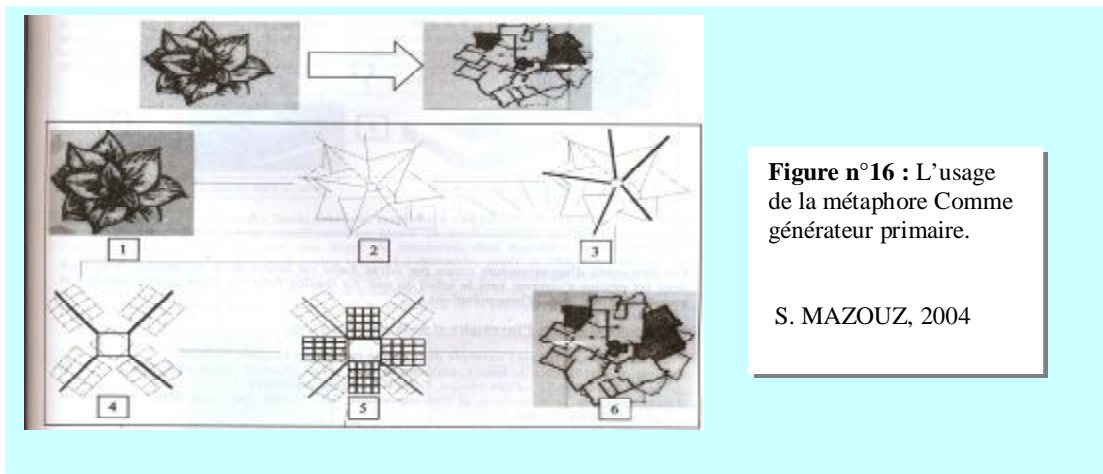 1
2
3
4
5
6
Figure n°16 : L'usage
de la métaphore Comme
générateur primaire.
S. MAZOUZ, 2004